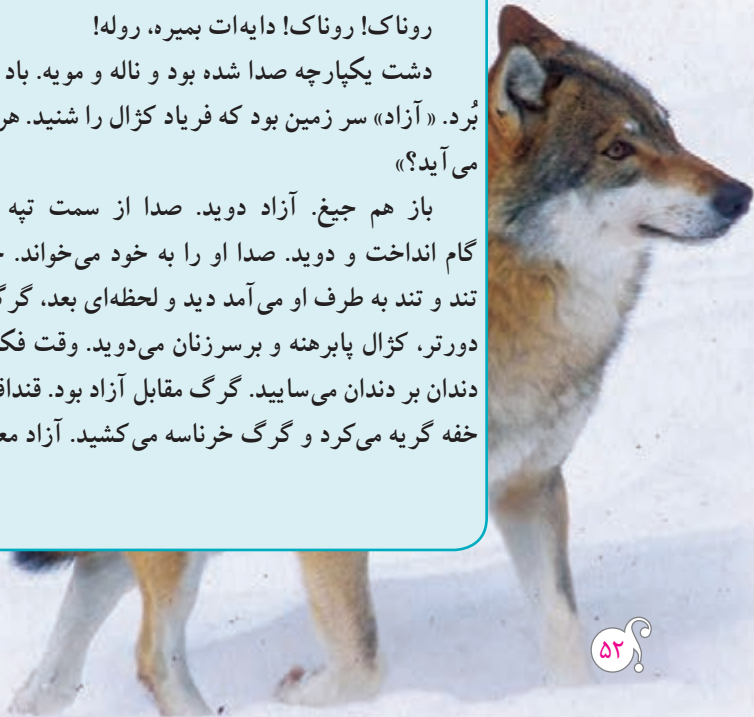 روناک! روناک! دایه‌ات بمیره، روله!
دشت یکپارچه صدا شده بود و ناله و مویه. باد
بُرد. «آزاد» سر زمین بود که فریاد کژال را شنید. هر
می‌آید؟»
باز هم جیغ. آزاد دوید. صدا از سمت تپه
گام انداخت و دوید. صدا او را به خود می‌خواند.
تند و تند به طرف او می‌آمد دید و لحظه‌ای بعد، گرگ
دورتر، کژال پابرهنه و برسرزنان می‌دوید. وقت فک
دندان بر دندان می‌سایید. گرگ مقابل آزاد بود. قنداق
خفه گریه می‌کرد و گرگ خرناسه می‌کشید. آزاد مع
۵۲